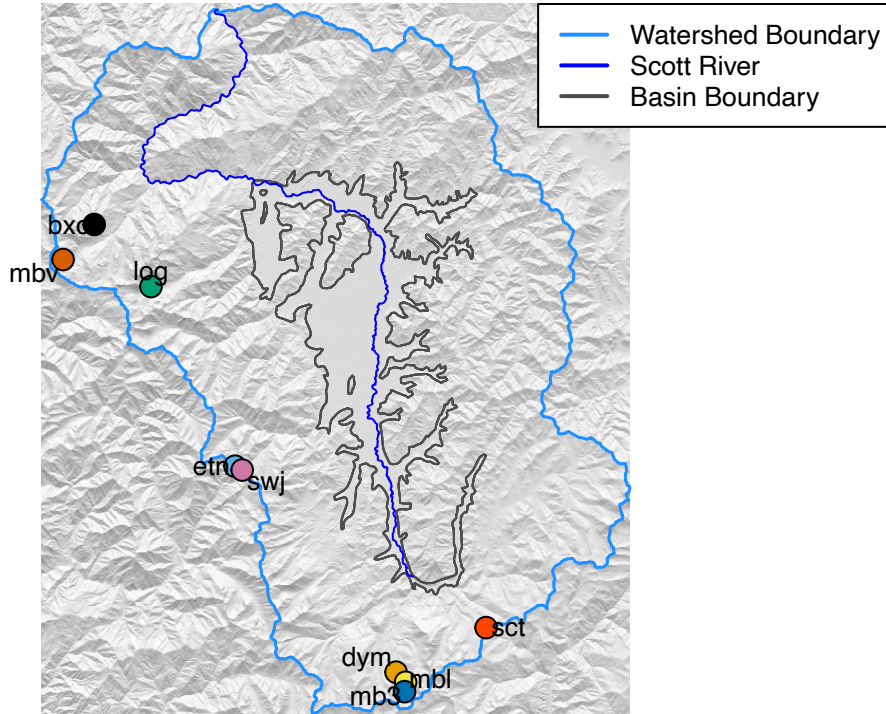 Watershed Boundary
Scott River
Basin Boundary
bxc
mbv
log
etn
swj
sct
dym
mbl
mb3